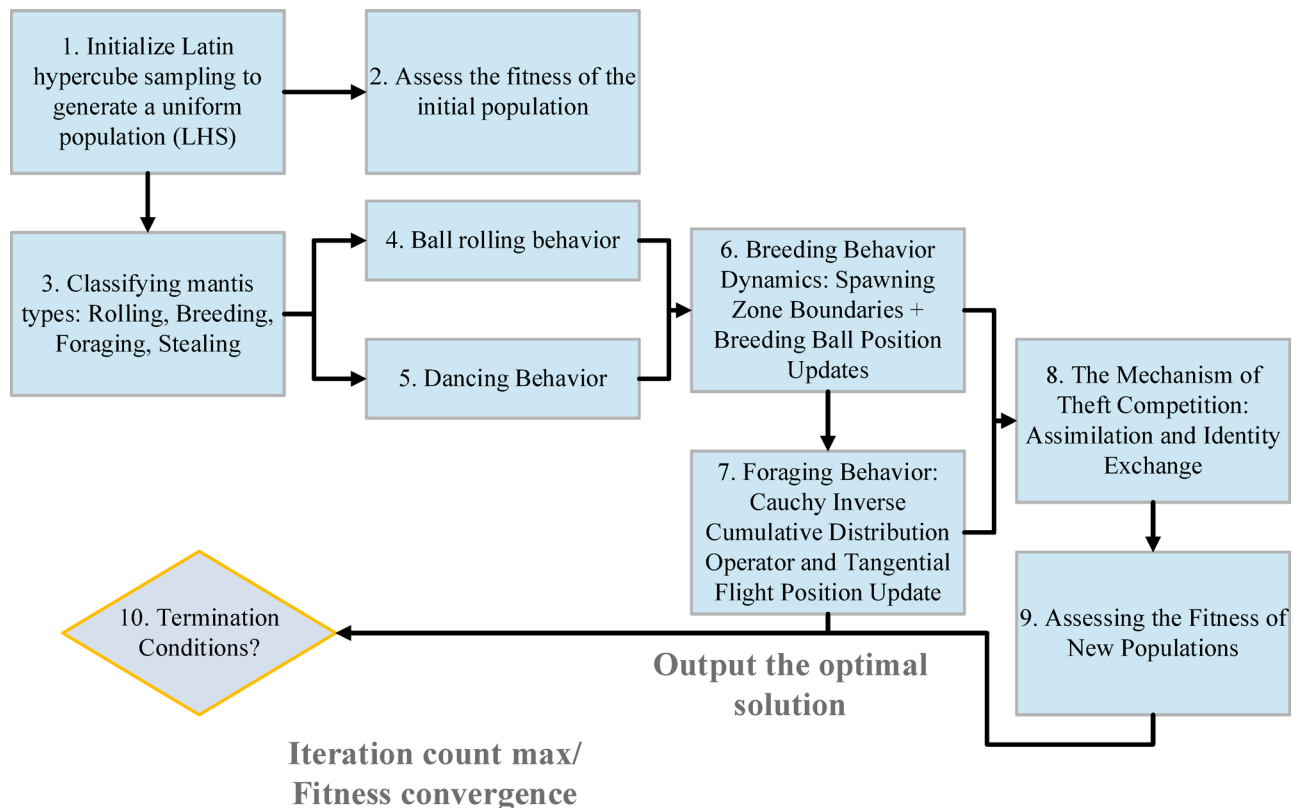 1. Initialize Latin
hypercube sampling to
generate a uniform
population (LHS)
2. Assess the fitness of the
initial population
3. Classifying mantis
types: Rolling, Breeding,
Foraging, Stealing
4. Ball rolling behavior
5. Dancing Behavior
6. Breeding Behavior
Dynamics: Spawning
Zone Boundaries +
Breeding Ball Position
Updates
7. Foraging Behavior:
Cauchy Inverse
Cumulative Distribution
Operator and Tangential
Flight Position Update
8. The Mechanism of
Theft Competition:
Assimilation and Identity
Exchange
9. Assessing the Fitness of
New Populations
10. Termination
Conditions?
Output the optimal
solution
Iteration count max/
Fitness convergence